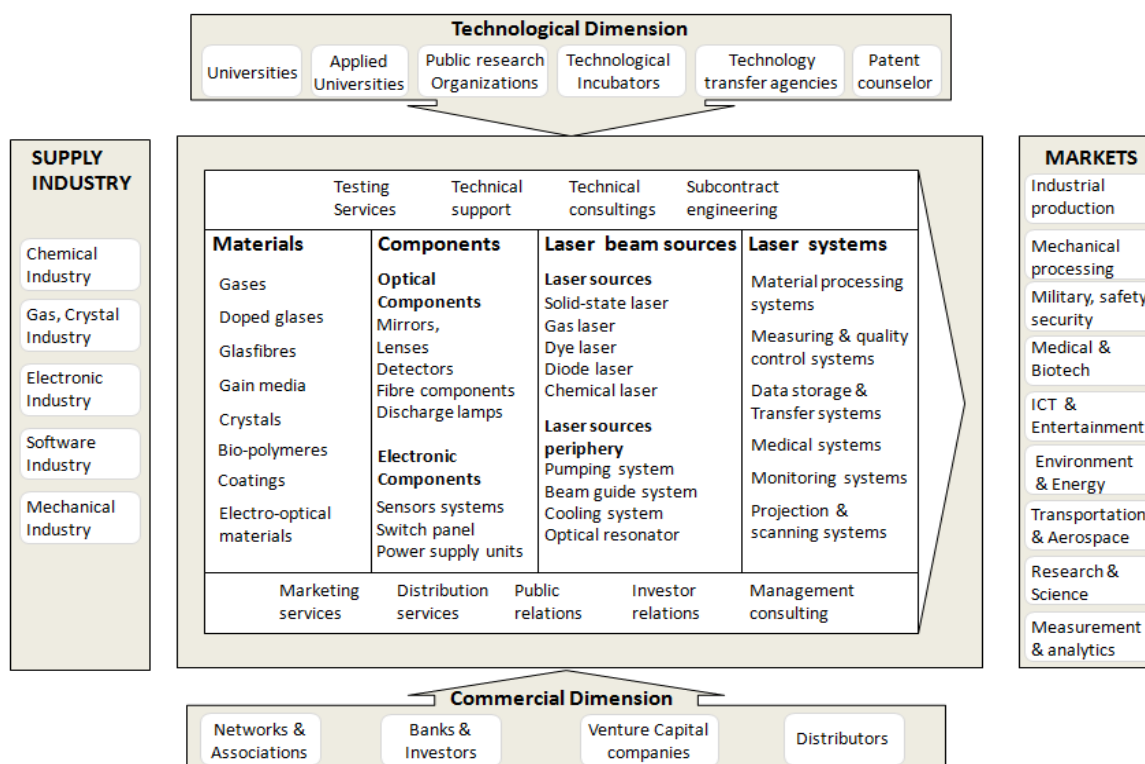 Technological Dimension
Universities
Applied
Universities
Public research
Organizations
Technological
Incubators
Technology
transfer agencies
Patent
counselor
SUPPLY
INDUSTRY
Chemical
Industry
Gas, Crystal
Industry
Electronic
Industry
Software
Industry
Mechanical
Industry
Testing
Services
Technical
support
Technical
consultings
Subcontract
engineering
Materials
Gases
Doped glases
Glasfibres
Gain media
Crystals
Bio-polymeres
Coatings
Electro-optical
materials
Components
Optical
Components
Mirrors,
Lenses
Detectors
Fibre components
Discharge lamps
Electronic
Components
Sensors systems
Switch panel
Power supply units
Laser beam sources
Laser sources
Solid-state laser
Gas laser
Dye laser
Diode laser
Chemical laser
Laser sources
periphery
Pumping system
Beam guide system
Cooling system
Optical resonator
Laser systems
Material processing
systems
Measuring & quality
control systems
Data storage &
Transfer systems
Medical systems
Monitoring systems
Projection &
scanning systems
Marketing
services
Distribution
services
Public
relations
Investor
relations
Management
consulting
MARKETS
Industrial
production
Mechanical
processing
Military, safety
security
Medical &
Biotech
ICT &
Entertainment
Environment
& Energy
Transportation
& Aerospace
Research &
Science
Measurement
& analytics
Commercial Dimension
Networks &
Associations
Banks &
Investors
Venture Capital
companies
Distributors